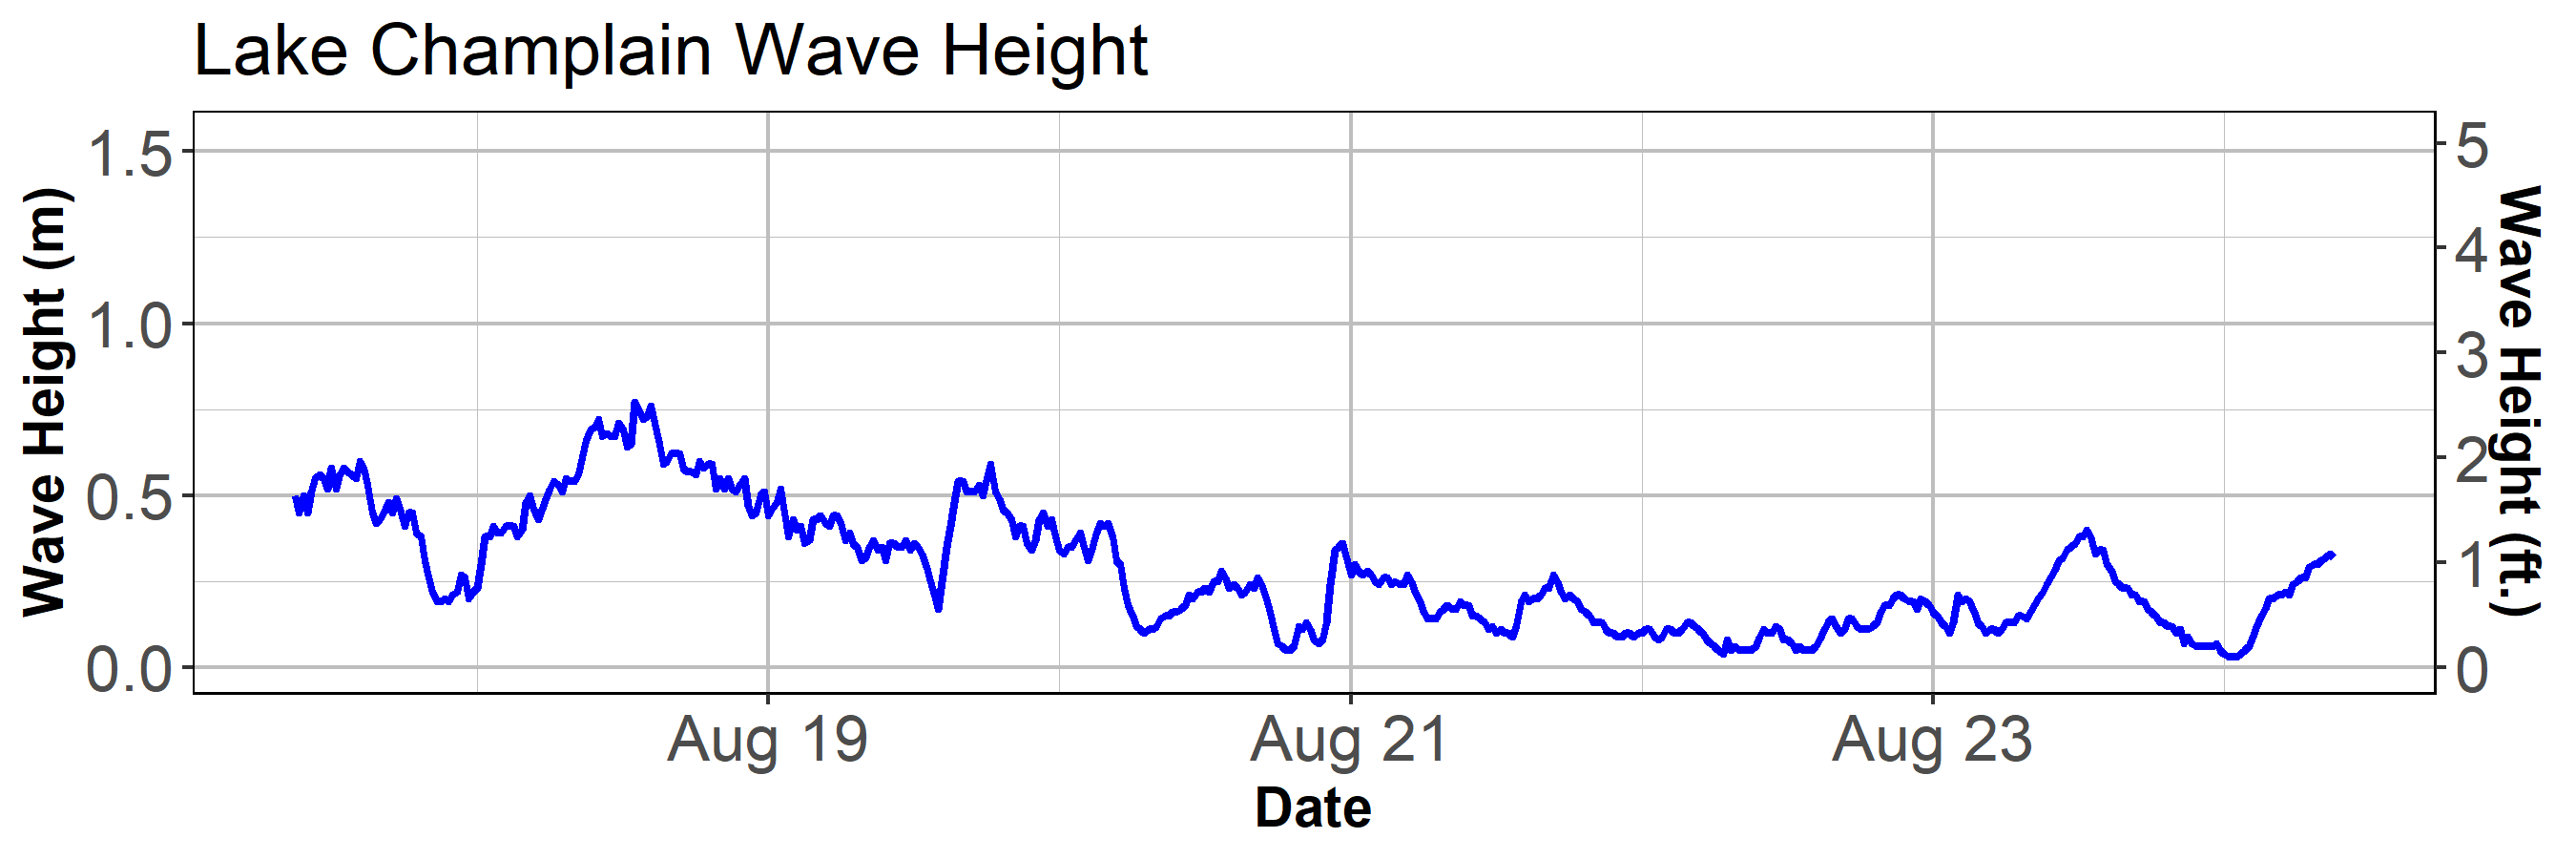 Lake Champlain Wave Height
Wave Height (m)
1.5
1.0
0.5
0.0
5
4
3
2
1
0
Wave Height (ft.)
Aug 19
Aug 21
Aug 23
Date